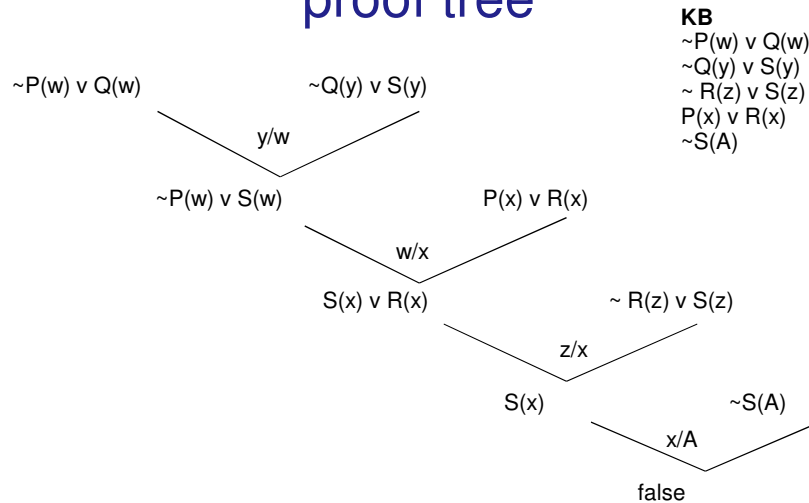 proof tree
KB
~P(w) v Q(w)
~Q(y) v S(y)
~ R(z) v S(z)
P(x) v R(x)
~S(A)
~P(w) v Q(w) ~Q(y) v S(y)
y/w
~P(w) v S(w) P(x) v R(x)
w/x
S(x) v R(x) ~ R(z) v S(z)
z/x
S(x) ~S(A)
x/A
false